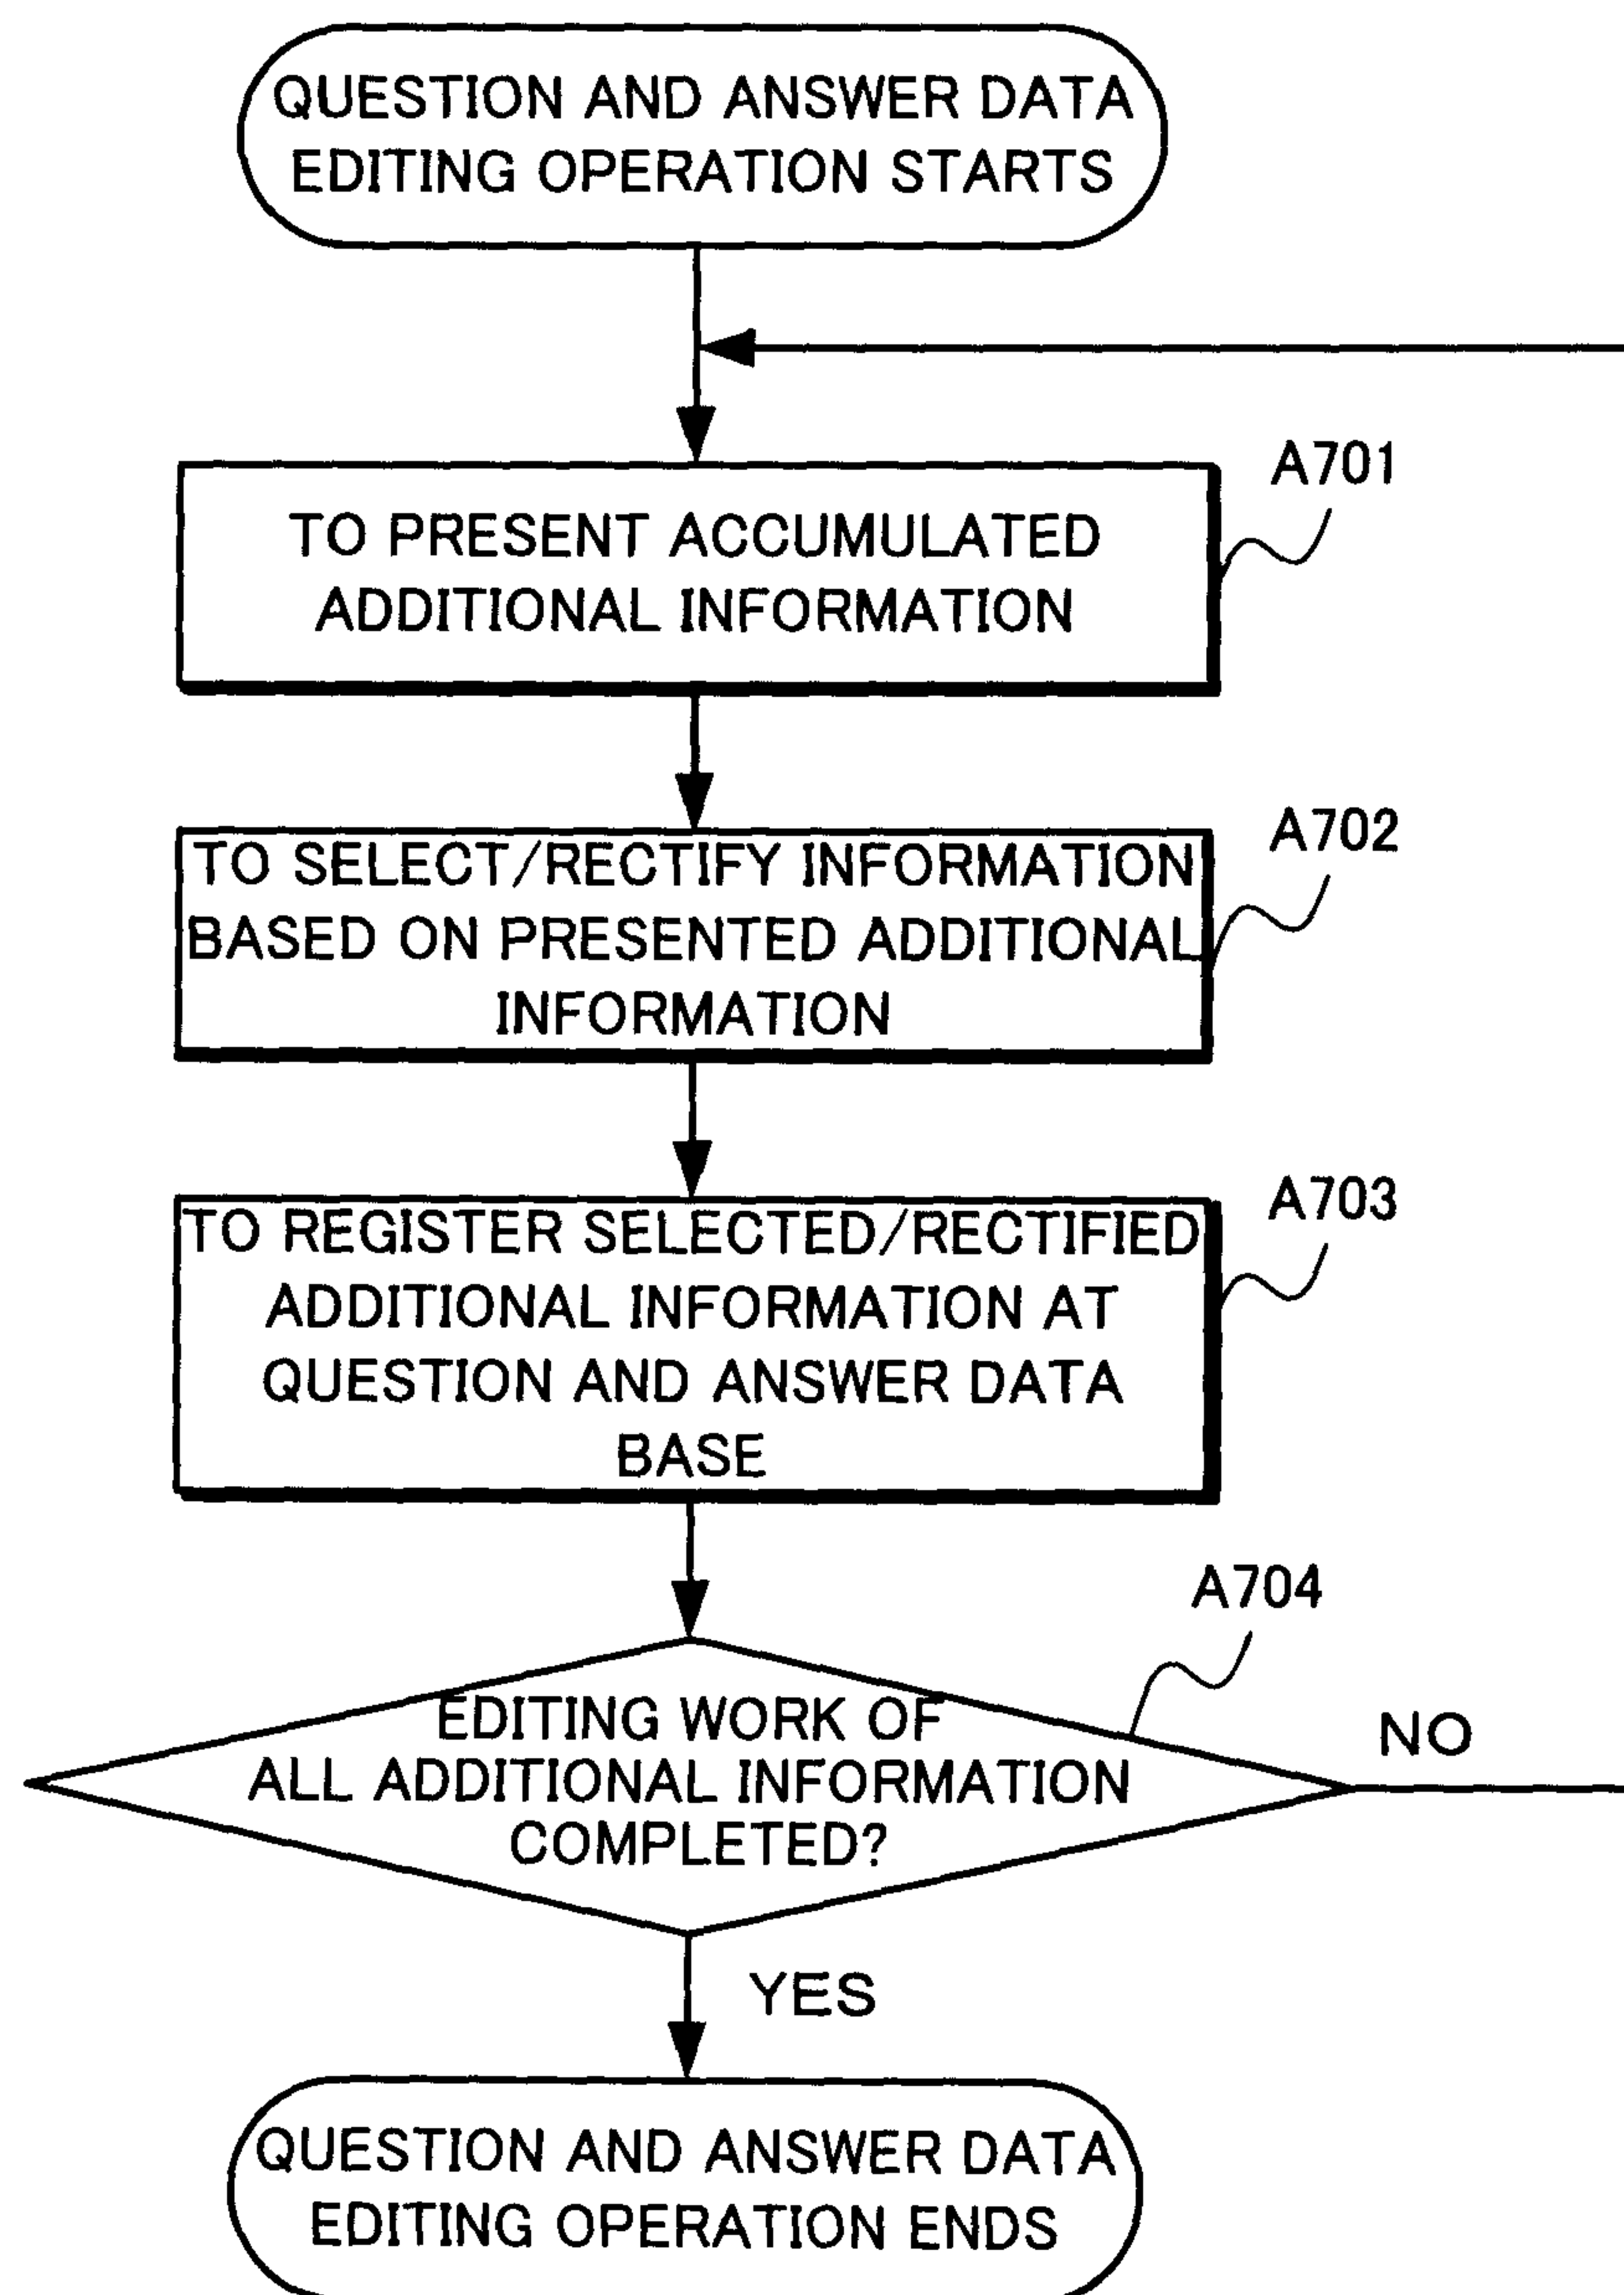 QUESTION AND ANSWER DATA
EDITING OPERATION STARTS
A701
TO PRESENT ACCUMULATED
ADDITIONAL INFORMATION
A702
TO SELECT/RECTIFY INFORMATION
BASED ON PRESENTED ADDITIONAL
INFORMATION
A703
TO REGISTER SELECTED/RECTIFIED
ADDITIONAL INFORMATION AT
QUESTION AND ANSWER DATA
BASE
A704
EDITING WORK OF
ALL ADDITIONAL INFORMATION
COMPLETED?
NO
YES
QUESTION AND ANSWER DATA
EDITING OPERATION ENDS